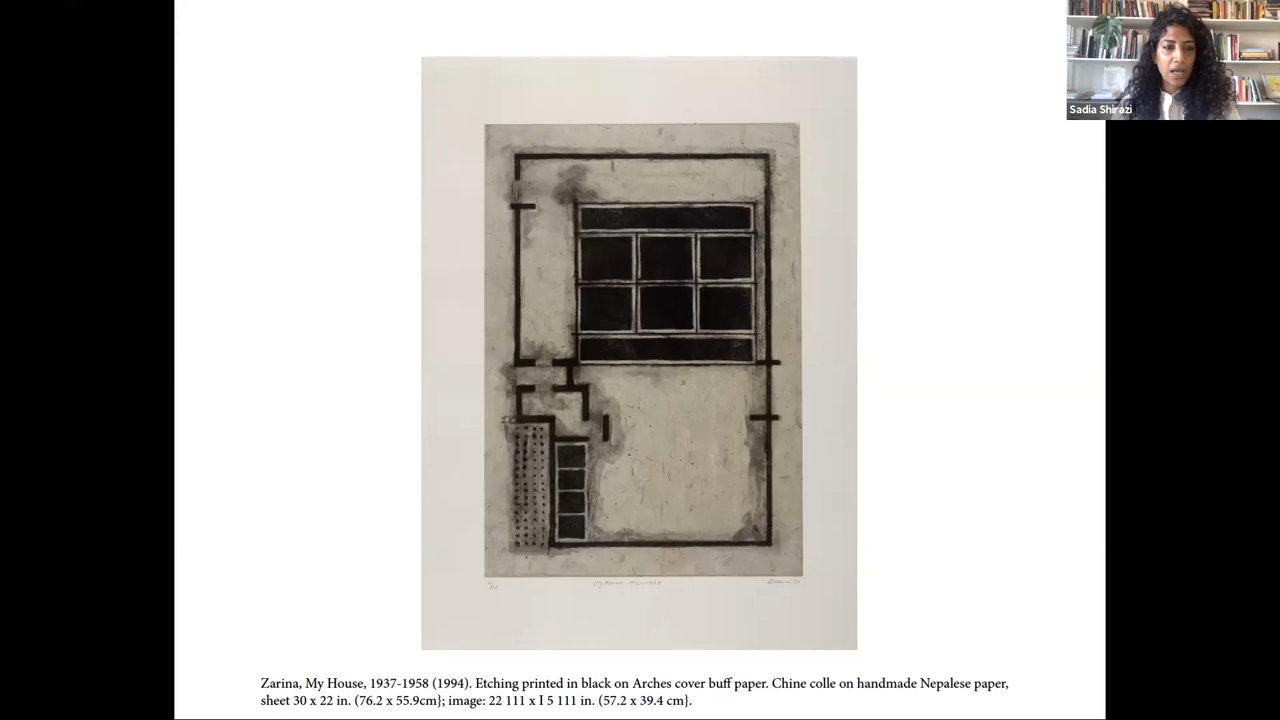 Sadia Shirazi
Zarina, My House, 1937-1958 (1994). Etching printed in black on Arches cover buff paper. Chine colle on handmade Nepalese paper,
sheet 30 x 22 in. (76.2 x 55.9cm}; image: 22 111 x I 5 111 in. (57.2 x 39.4 cm}.